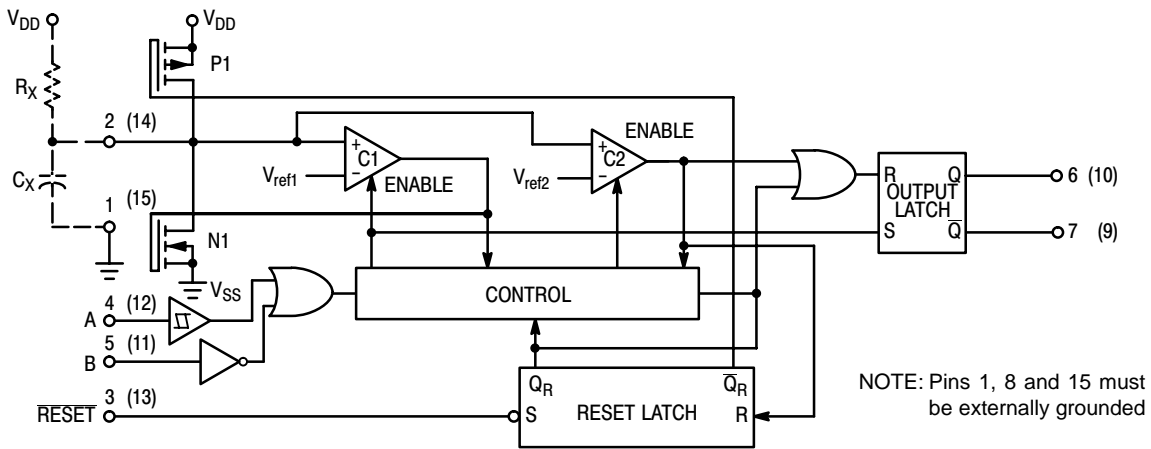 VDD
VDD
P1
RX
2 (14)
ENABLE
+
C1
−
+
C2
−
Vref1
ENABLE
Vref2
CX
1 (15)
R
OUTPUT
LATCH
Q
6 (10)
S
Q̅
7 (9)
N1
VSS
CONTROL
4 (12)
A
5 (11)
B
QR
Q̅R
NOTE: Pins 1, 8 and 15 must
be externally grounded
3 (13)
R̅E̅S̅E̅T̅
S
RESET LATCH
R